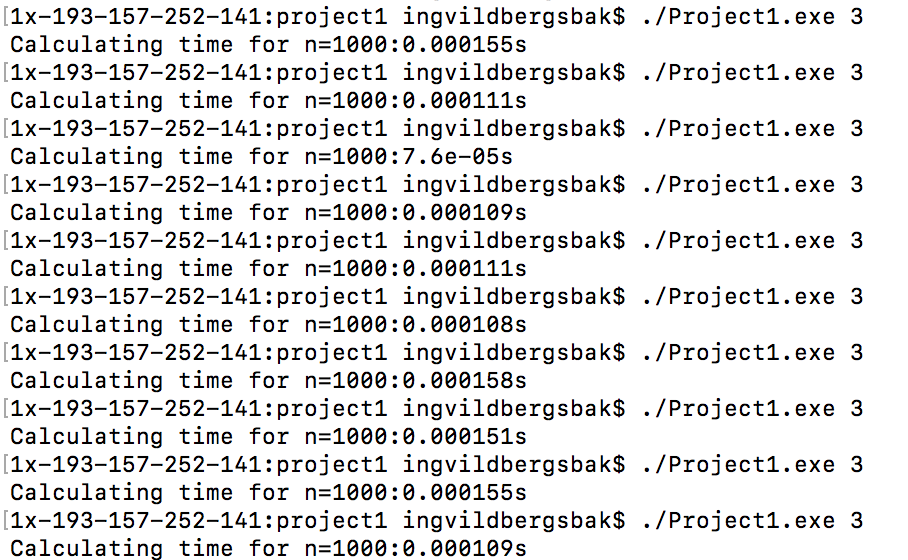 [1x-193-157-252-141:project1 ingvildbergsbak$ ./Project1.exe 3
Calculating time for n=1000:0.000155s
[1x-193-157-252-141:project1 ingvildbergsbak$ ./Project1.exe 3
Calculating time for n=1000:0.000111s
[1x-193-157-252-141:project1 ingvildbergsbak$ ./Project1.exe 3
Calculating time for n=1000:7.6e-05s
[1x-193-157-252-141:project1 ingvildbergsbak$ ./Project1.exe 3
Calculating time for n=1000:0.000109s
[1x-193-157-252-141:project1 ingvildbergsbak$ ./Project1.exe 3
Calculating time for n=1000:0.000111s
[1x-193-157-252-141:project1 ingvildbergsbak$ ./Project1.exe 3
Calculating time for n=1000:0.000108s
[1x-193-157-252-141:project1 ingvildbergsbak$ ./Project1.exe 3
Calculating time for n=1000:0.000158s
[1x-193-157-252-141:project1 ingvildbergsbak$ ./Project1.exe 3
Calculating time for n=1000:0.000151s
[1x-193-157-252-141:project1 ingvildbergsbak$ ./Project1.exe 3
Calculating time for n=1000:0.000155s
[1x-193-157-252-141:project1 ingvildbergsbak$ ./Project1.exe 3
Calculating time for n=1000:0.000109s